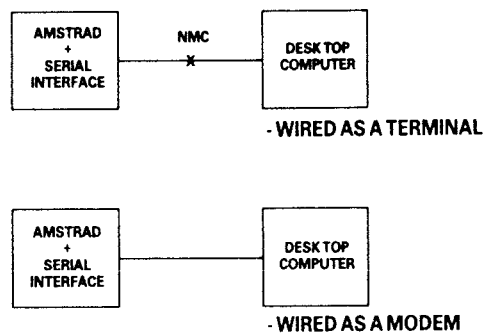 AMSTRAD
+
SERIAL
INTERFACE
NMC
x
DESK TOP
COMPUTER
- WIRED AS A TERMINAL
AMSTRAD
+
SERIAL
INTERFACE
DESK TOP
COMPUTER
- WIRED AS A MODEM